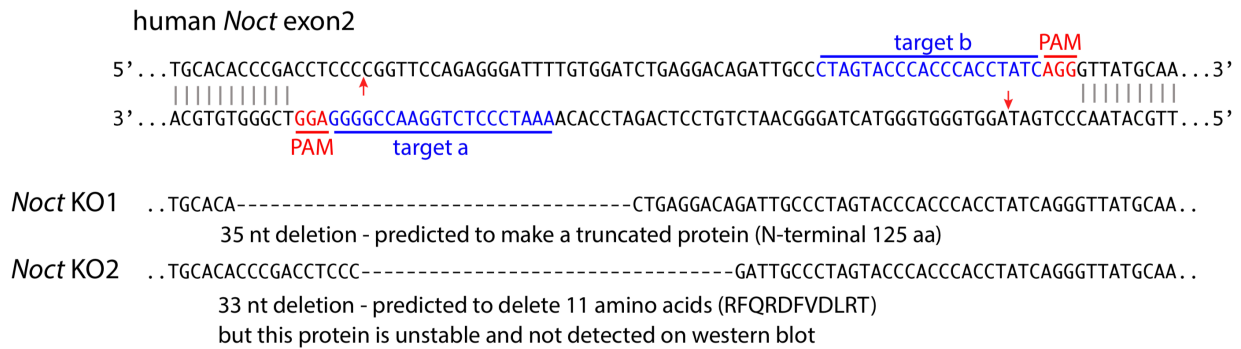 human Noct exon2
target b PAM
5’...TGCACACCCGACCTCCCCCGGTTCCAGAGGGATTTTGTGGATCTGAGGACAGATTGCCCTAGTACCCACCCACCTATCAGGGTTATGCAA...3’
3’...ACGTGTGGGCTGGAGGGGGCCAAGGTCTCCCTAAAACACCTAGACTCCTGTCTAACGGGATCATGGGTGGGTGGATAGTCCCAATACGTT...5’
PAM target a
Noct KO1 ..TGCACA-----------------------------------CTGAGGACAGATTGCCCTAGTACCCACCCACCTATCAGGGTTATGCAA..
35 nt deletion - predicted to make a truncated protein (N-terminal 125 aa)
Noct KO2 ..TGCACACCCGACCTCCC---------------------------------GATTGCCCTAGTACCCACCCACCTATCAGGGTTATGCAA..
33 nt deletion - predicted to delete 11 amino acids (RFQRDFVDLRT)
but this protein is unstable and not detected on western blot